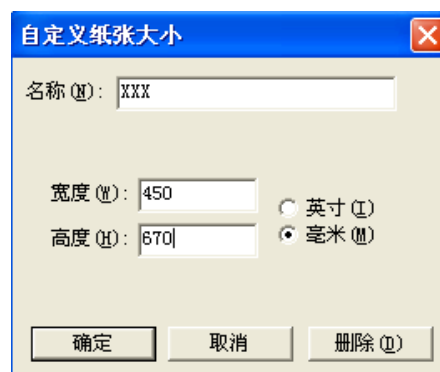 自定义纸张大小
名称(N): XXX
宽度(W): 450
英寸(I)
高度(H): 670
毫米(M)
确定 取消 删除(D)